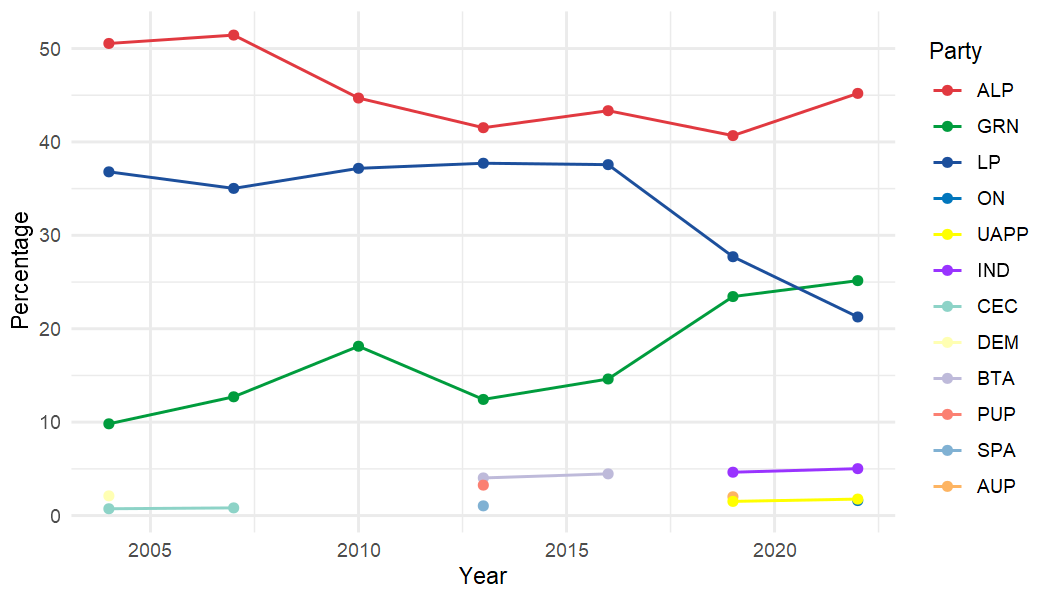 Percentage
50
40
30
20
10
0
2005 2010 2015 2020
Year
Party
ALP
GRN
LP
ON
UAPP
IND
CEC
DEM
BTA
PUP
SPA
AUP